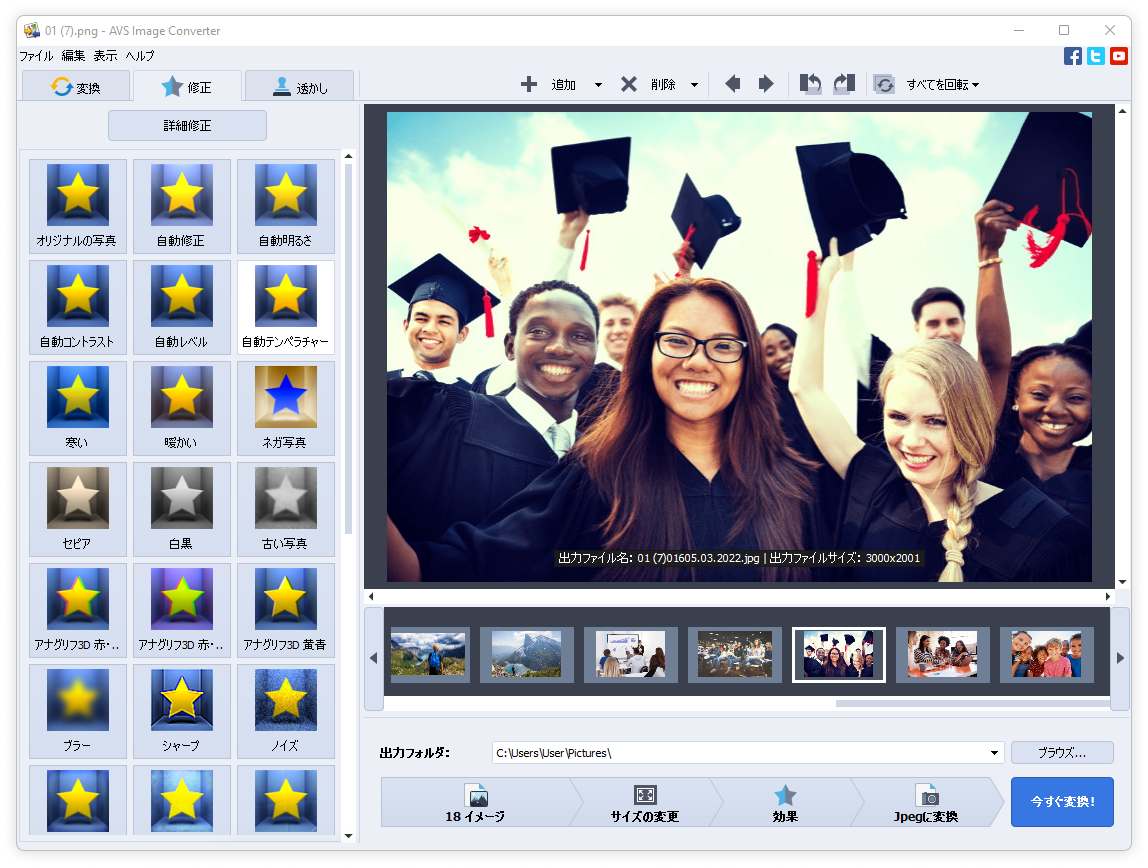 01 (7).png - AVS Image Converter
ファイル 編集 表示 ヘルプ
変換 修正 透かし 追加 削除 すべてを回転
詳細修正
オリジナルの写真 自動修正 自動明るさ
自動コントラスト 自動レベル 自動テンペラチャー
寒い 暖かい ネガ写真
セピア 白黒 古い写真
アナグリフ3D 赤・.. アナグリフ3D 赤・.. アナグリフ3D 黄青
ブラー シャープ ノイズ
出力ファイル名: 01 (7)01605.03.2022.jpg | 出力ファイルサイズ: 3000x2001
出力フォルダ: C:\Users\User\Pictures\ ブラウズ...
18 イメージ サイズの変更 効果 Jpegに変換 今すぐ変換!